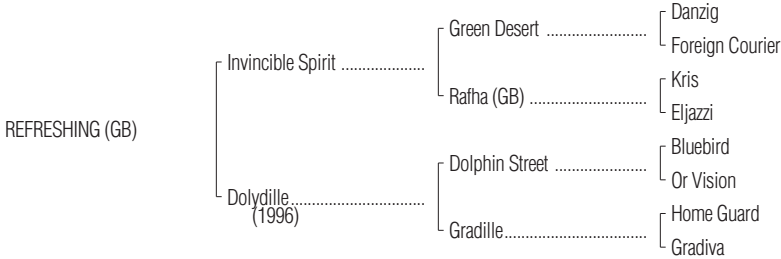 Danzig
Green Desert ........................
Foreign Courier
Invincible Spirit ....................
Kris
Rafha (GB) ............................
Eljazzi
REFRESHING (GB)
Bluebird
Dolphin Street ......................
Or Vision
Dolydille................................
(1996)
Home Guard
Gradille..................................
Gradiva